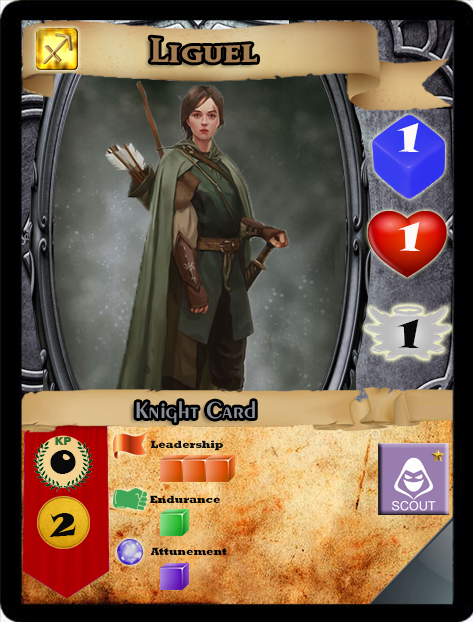 Liguel
1
1
1
Knight Card
KP
Leadership
2
Endurance
SCOUT
Attunement